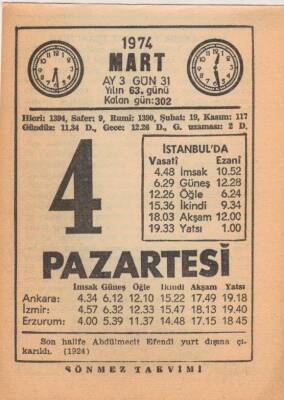 1974
MART
AY 3 GÜN 31
Yılın 63. günü
Kalan gün: 302
Hicri: 1394, Safer: 9, Rumi: 1390, Şubat: 19, Kasım: 117
Gündüz: 11.34 D., Gece: 12.26 D., G. uzaması: 2 D.
4
İSTANBUL'DA
Vasatî Ezanî
4.48 İmsak 10.52
6.29 Güneş 12.28
12.26 Öğle 6.24
15.36 İkindi 9.34
18.03 Akşam 12.00
19.33 Yatsı 1.00
PAZARTESİ
İmsak Güneş Öğle İkindi Akşam Yatsı
Ankara: 4.34 6.12 12.10 15.22 17.49 19.18
İzmir: 4.57 6.32 12.33 15.47 18.13 19.40
Erzurum: 4.00 5.39 11.37 14.48 17.15 18 45
Son halife Abdülmecit Efendi yurt dışına çı-
karıldı. (1924)
SÖNMEZ TAKVİMİ